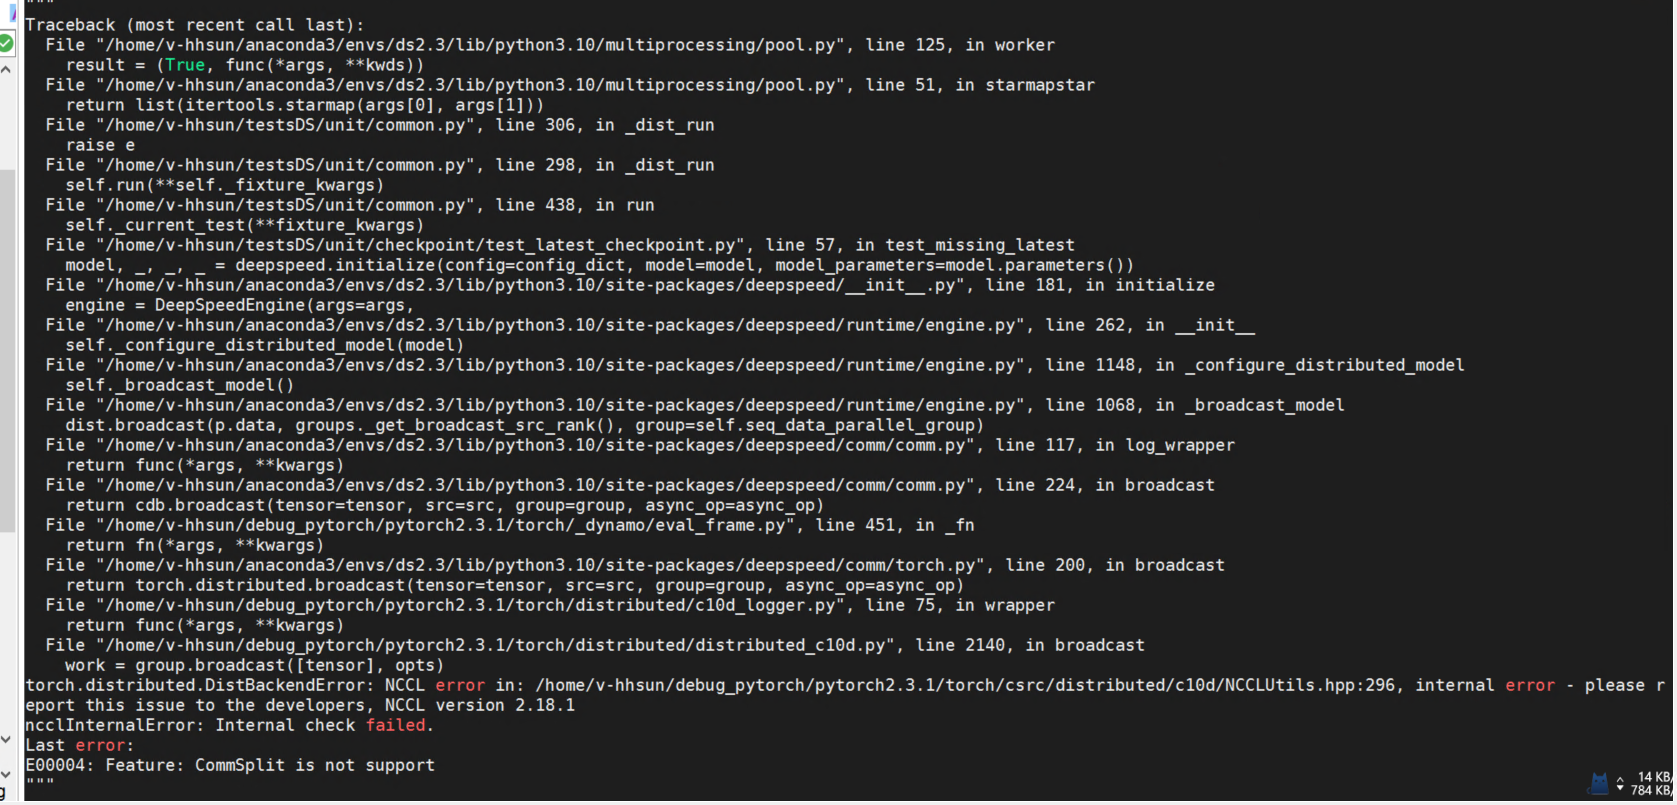 """
Traceback (most recent call last):
  File "/home/v-hhsun/anaconda3/envs/ds2.3/lib/python3.10/multiprocessing/pool.py", line 125, in worker
    result = (True, func(*args, **kwds))
  File "/home/v-hhsun/anaconda3/envs/ds2.3/lib/python3.10/multiprocessing/pool.py", line 51, in starmapstar
    return list(itertools.starmap(args[0], args[1]))
  File "/home/v-hhsun/testsDS/unit/common.py", line 306, in _dist_run
    raise e
  File "/home/v-hhsun/testsDS/unit/common.py", line 298, in _dist_run
    self.run(**self._fixture_kwargs)
  File "/home/v-hhsun/testsDS/unit/common.py", line 438, in run
    self._current_test(**fixture_kwargs)
  File "/home/v-hhsun/testsDS/unit/checkpoint/test_latest_checkpoint.py", line 57, in test_missing_latest
    model, _, _, _ = deepspeed.initialize(config=config_dict, model=model, model_parameters=model.parameters())
  File "/home/v-hhsun/anaconda3/envs/ds2.3/lib/python3.10/site-packages/deepspeed/__init__.py", line 181, in initialize
    engine = DeepSpeedEngine(args=args,
  File "/home/v-hhsun/anaconda3/envs/ds2.3/lib/python3.10/site-packages/deepspeed/runtime/engine.py", line 262, in __init__
    self._configure_distributed_model(model)
  File "/home/v-hhsun/anaconda3/envs/ds2.3/lib/python3.10/site-packages/deepspeed/runtime/engine.py", line 1148, in _configure_distributed_model
    self._broadcast_model()
  File "/home/v-hhsun/anaconda3/envs/ds2.3/lib/python3.10/site-packages/deepspeed/runtime/engine.py", line 1068, in _broadcast_model
    dist.broadcast(p.data, groups._get_broadcast_src_rank(), group=self.seq_data_parallel_group)
  File "/home/v-hhsun/anaconda3/envs/ds2.3/lib/python3.10/site-packages/deepspeed/comm/comm.py", line 117, in log_wrapper
    return func(*args, **kwargs)
  File "/home/v-hhsun/anaconda3/envs/ds2.3/lib/python3.10/site-packages/deepspeed/comm/comm.py", line 224, in broadcast
    return cdb.broadcast(tensor=tensor, src=src, group=group, async_op=async_op)
  File "/home/v-hhsun/debug_pytorch/pytorch2.3.1/torch/_dynamo/eval_frame.py", line 451, in _fn
    return fn(*args, **kwargs)
  File "/home/v-hhsun/anaconda3/envs/ds2.3/lib/python3.10/site-packages/deepspeed/comm/torch.py", line 200, in broadcast
    return torch.distributed.broadcast(tensor=tensor, src=src, group=group, async_op=async_op)
  File "/home/v-hhsun/debug_pytorch/pytorch2.3.1/torch/distributed/c10d_logger.py", line 75, in wrapper
    return func(*args, **kwargs)
  File "/home/v-hhsun/debug_pytorch/pytorch2.3.1/torch/distributed/distributed_c10d.py", line 2140, in broadcast
    work = group.broadcast([tensor], opts)
torch.distributed.DistBackendError: NCCL error in: /home/v-hhsun/debug_pytorch/pytorch2.3.1/torch/csrc/distributed/c10d/NCCLUtils.hpp:296, internal error - please r
eport this issue to the developers, NCCL version 2.18.1
ncclInternalError: Internal check failed.
Last error:
E00004: Feature: CommSplit is not support
"""
14 KB/
784 KB/
g